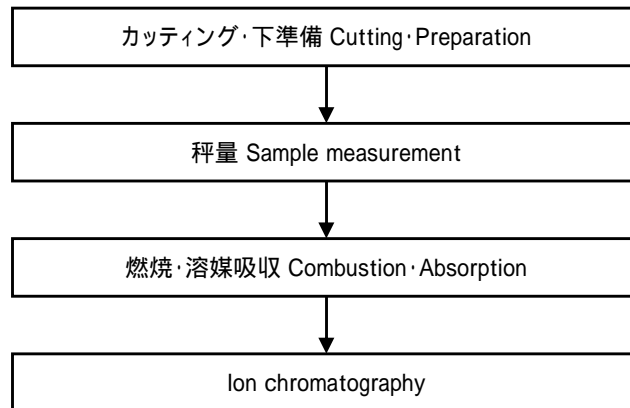 カッティング･下準備 Cutting･Preparation
秤量 Sample measurement
燃焼･溶媒吸収 Combustion･Absorption
Ion chromatography